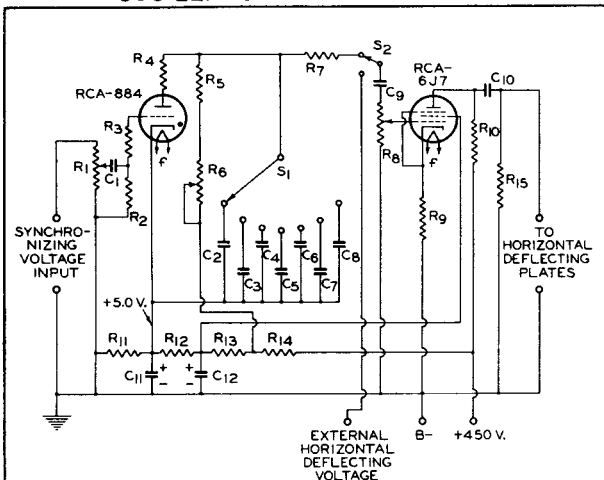 R4
R5
R7
S2
RCA-
6J7
C10
RCA-884
C9
R3
R8
R10
f
f
R1
C1
R6
S1
R2
R9
R15
SYNCHRO-
NIZING
VOLTAGE
INPUT
C2
C4
C6
C8
C3
C5
C7
TO
HORIZONTAL
DEFLECTING
PLATES
+5.0 V.
R11
R12
R13
R14
C11
+
-
+
-
C12
EXTERNAL
HORIZONTAL
DEFLECTING
VOLTAGE
B-
+450 V.